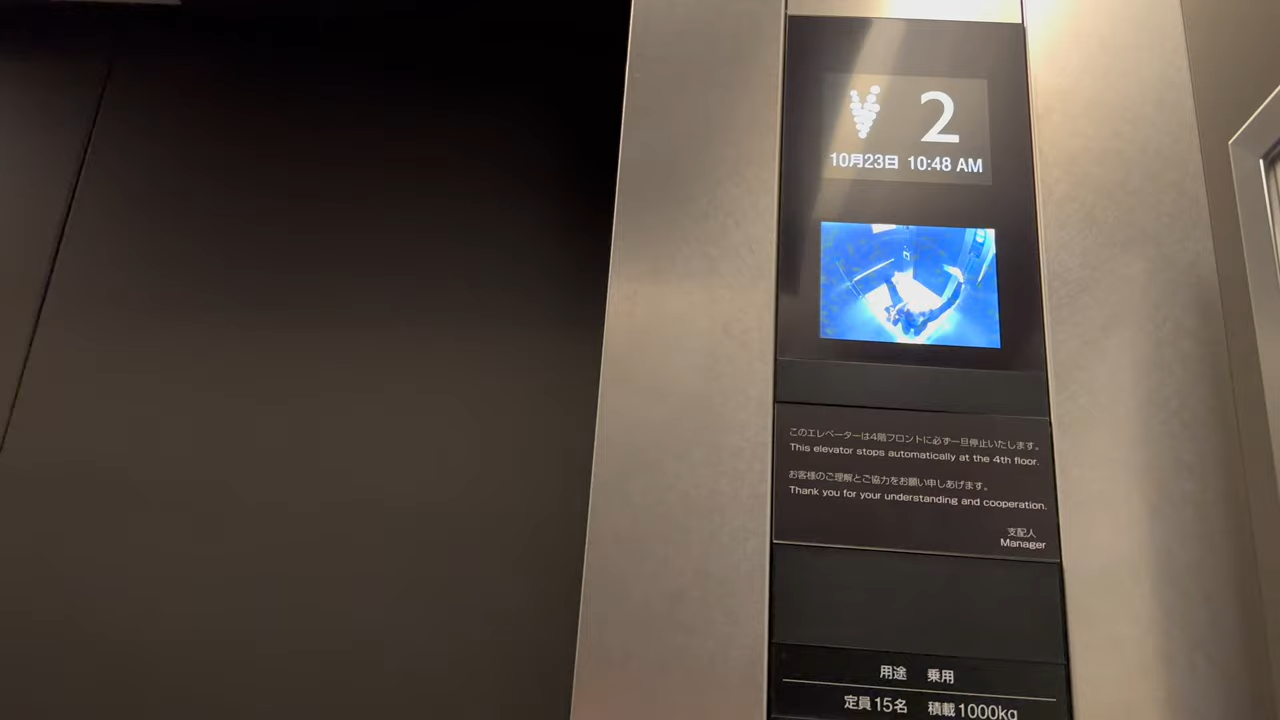 2
10月23日 10:48 AM
このエレベーターは4階フロントに必ず一旦停止いたします。
This elevator stops automatically at the 4th floor.
お客様のご理解とご協力をお願い申しあげます。
Thank you for your understanding and cooperation.
支配人
Manager
用途 乗用
定員15名 積載1000kg